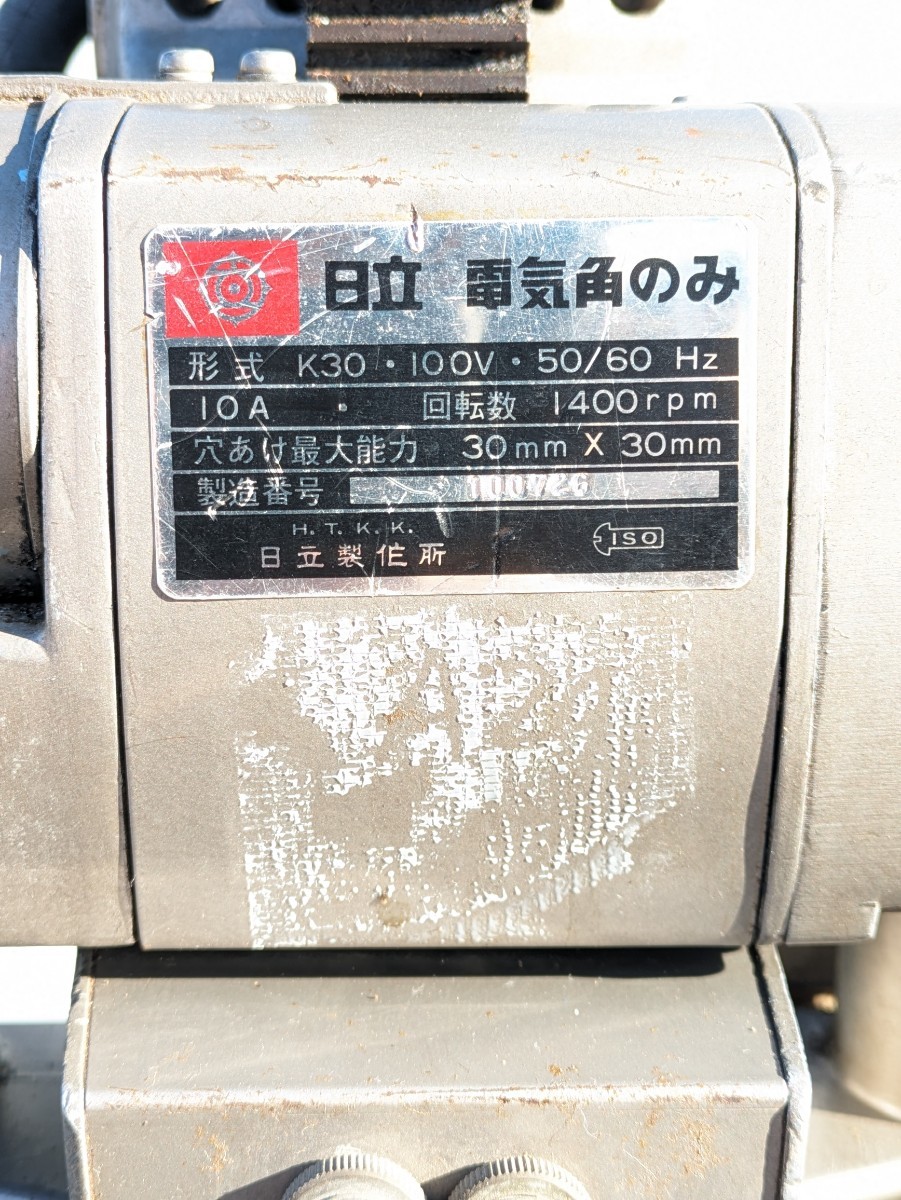 日立 電気角のみ
形式 K30・100V・50/60 Hz
10A ・ 回転数 1400rpm
穴あけ最大能力 30mm X 30mm
製造番号
H.T.K.K.
日立製作所 ISO